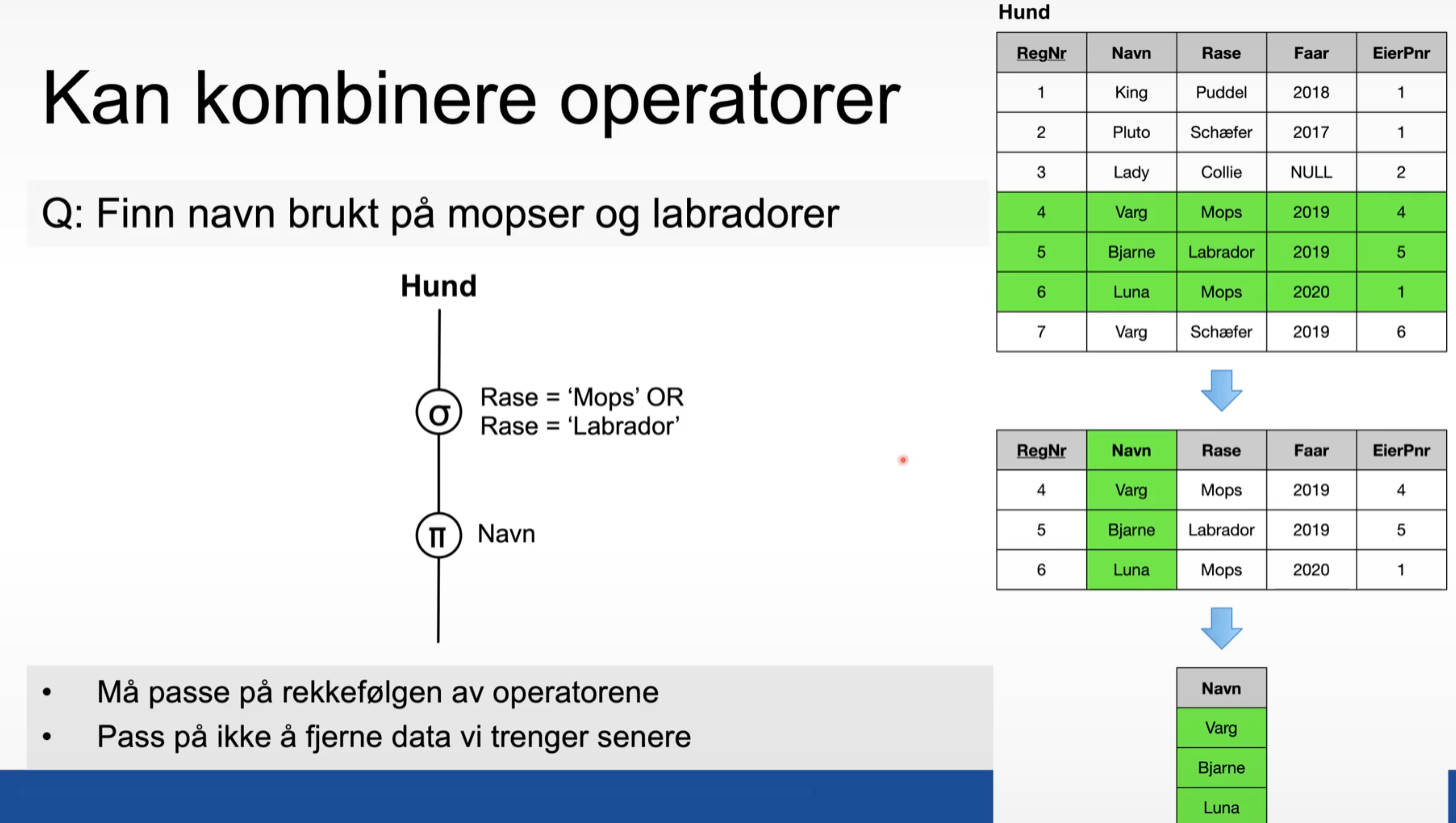 Kan kombinere operatorer
Q: Finn navn brukt på mopser og labradorer
Hund
σ Rase = ‘Mops’ OR
Rase = ‘Labrador’
π Navn
• Må passe på rekkefølgen av operatorene
• Pass på ikke å fjerne data vi trenger senere
Hund
RegNr Navn Rase Faar EierPnr
1 King Puddel 2018 1
2 Pluto Schæfer 2017 1
3 Lady Collie NULL 2
4 Varg Mops 2019 4
5 Bjarne Labrador 2019 5
6 Luna Mops 2020 1
7 Varg Schæfer 2019 6
RegNr Navn Rase Faar EierPnr
4 Varg Mops 2019 4
5 Bjarne Labrador 2019 5
6 Luna Mops 2020 1
Navn
Varg
Bjarne
Luna